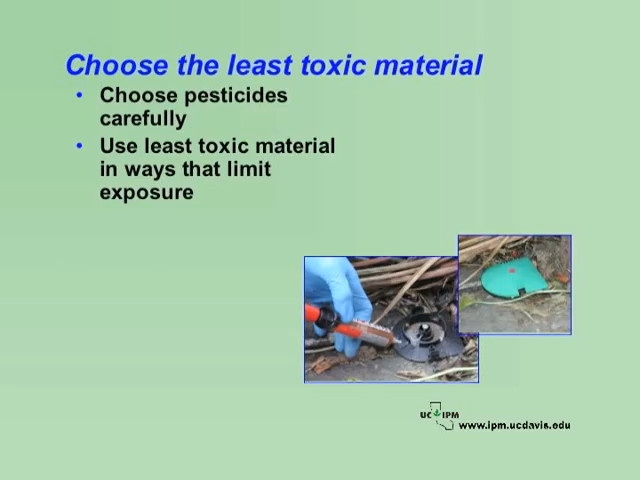 Choose the least toxic material
• Choose pesticides
carefully
• Use least toxic material
in ways that limit
exposure
UC IPM
www.ipm.ucdavis.edu